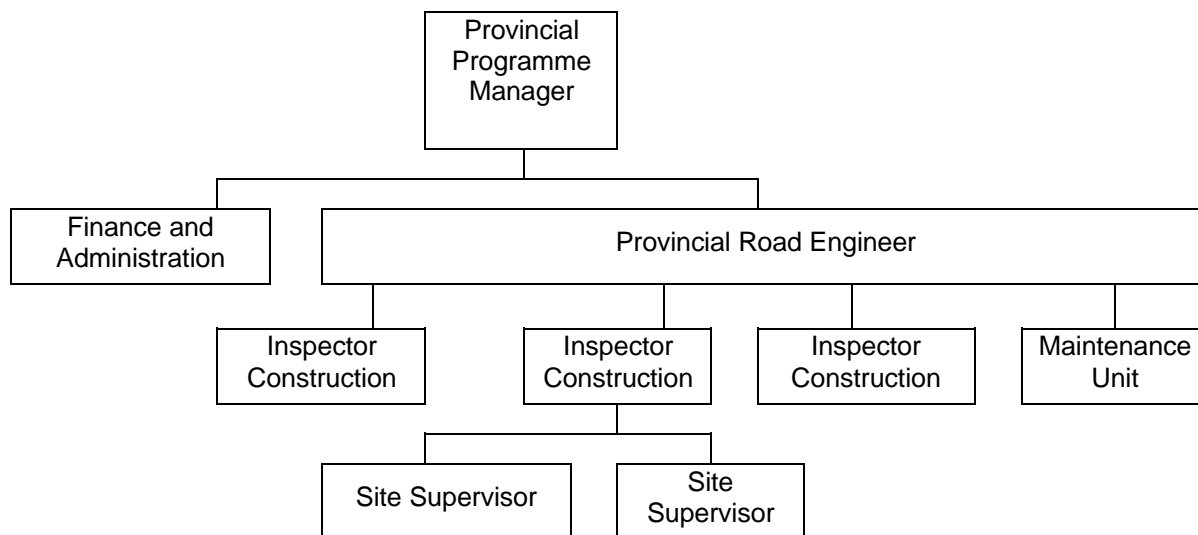 Provincial
Programme
Manager
Finance and
Administration
Provincial Road Engineer
Inspector
Construction
Inspector
Construction
Inspector
Construction
Maintenance
Unit
Site Supervisor
Site
Supervisor